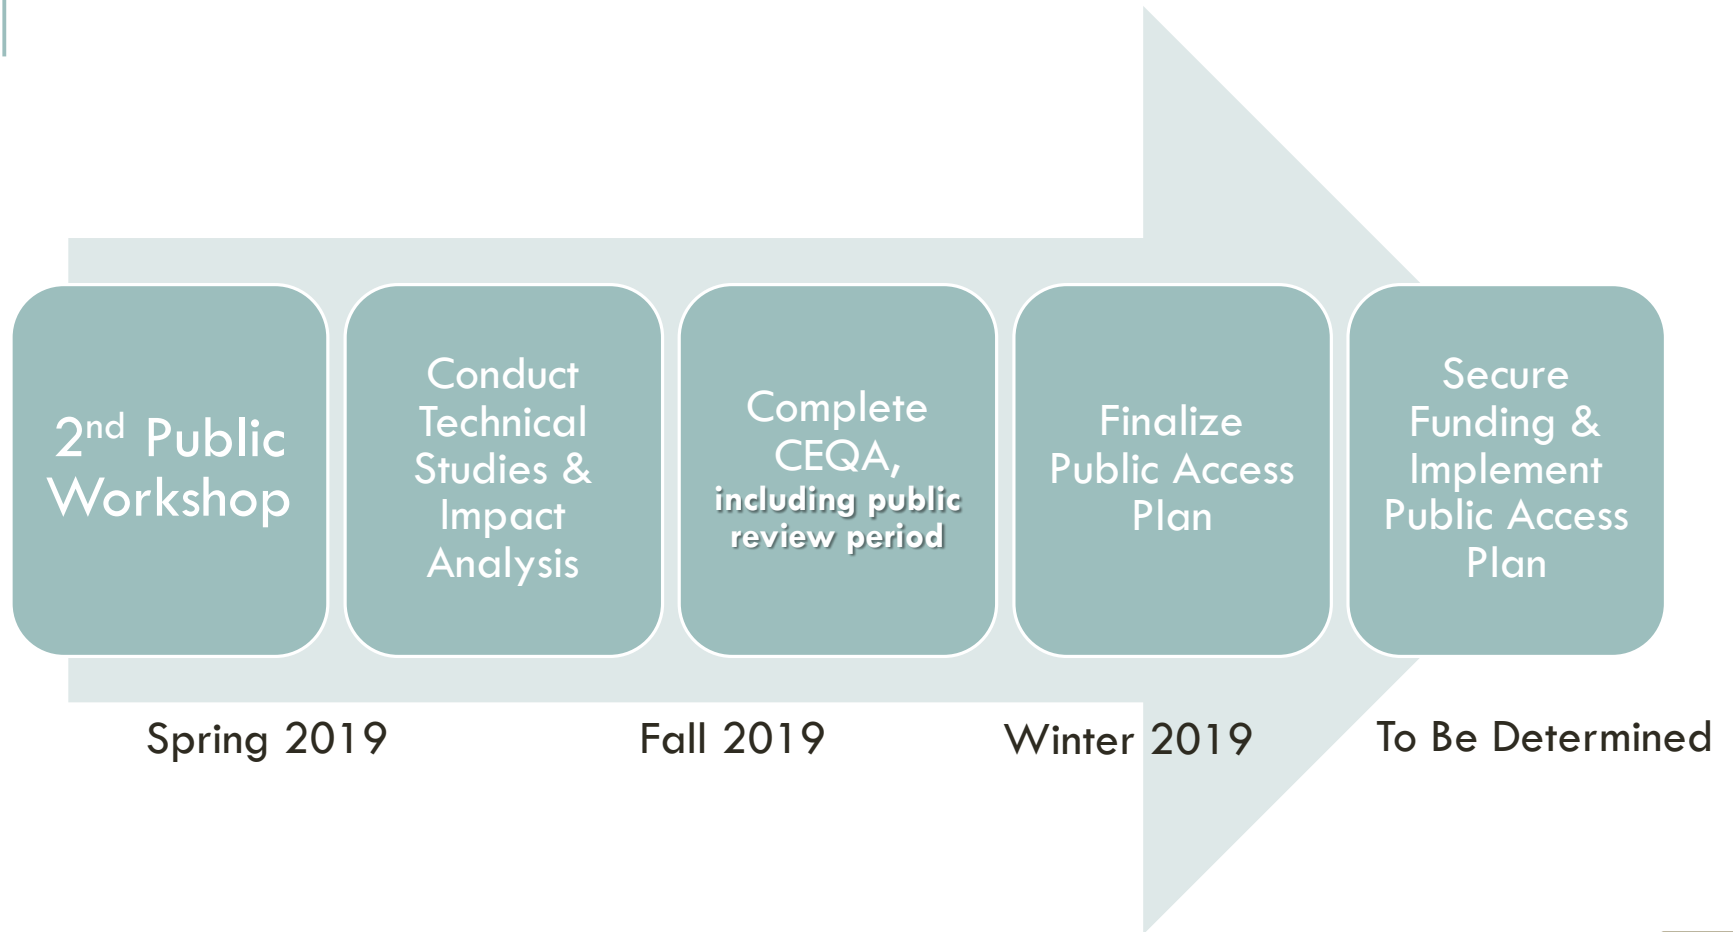 2nd Public
Workshop
Conduct
Technical
Studies &
Impact
Analysis
Complete
CEQA,
including public
review period
Finalize
Public Access
Plan
Secure
Funding &
Implement
Public Access
Plan
Spring 2019
Fall 2019
Winter 2019
To Be Determined